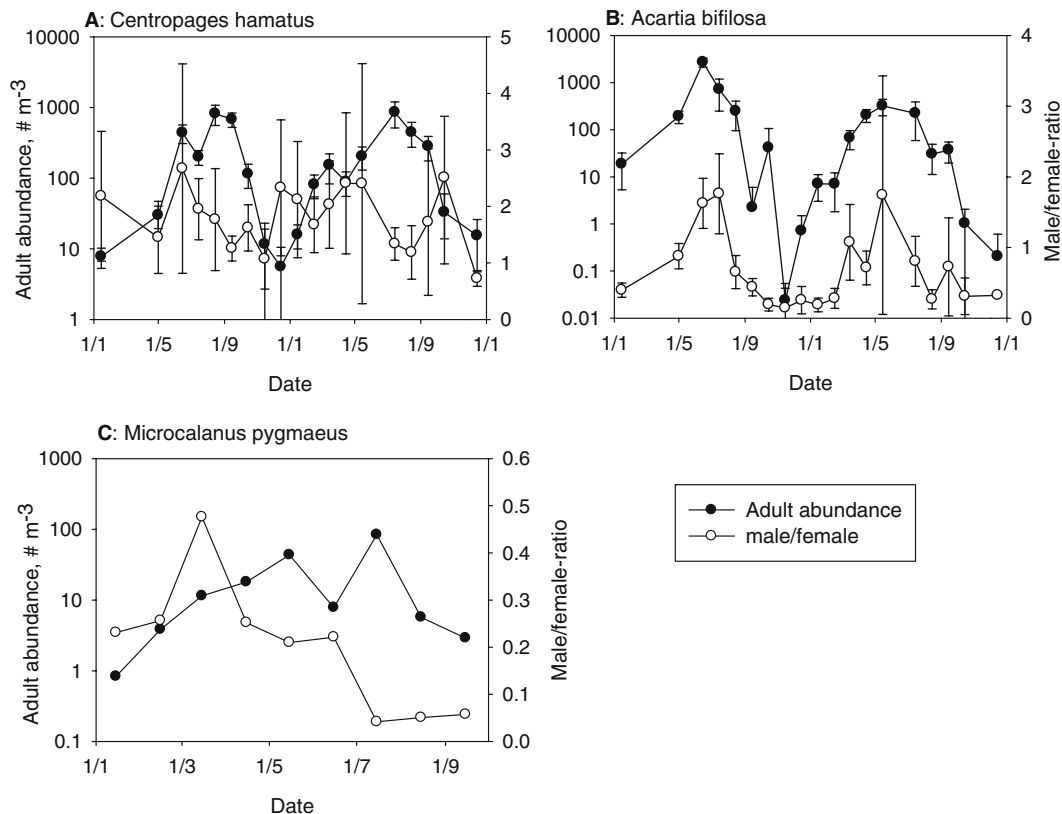 A: Centropages hamatus
Adult abundance, # m-3
10000
1000
100
10
1
5
4
3
2
1
0
1/1 1/5 1/9 1/1 1/5 1/9 1/1
Date
B: Acartia bifilosa
10000
1000
100
10
1
0.1
0.01
4
3
2
1
0
Male/female-ratio
1/1 1/5 1/9 1/1 1/5 1/9 1/1
Date
C: Microcalanus pygmaeus
Adult abundance, # m-3
1000
100
10
1
0.1
0.6
0.5
0.4
0.3
0.2
0.1
0.0
Male/female-ratio
1/1 1/3 1/5 1/7 1/9
Date
Adult abundance
male/female